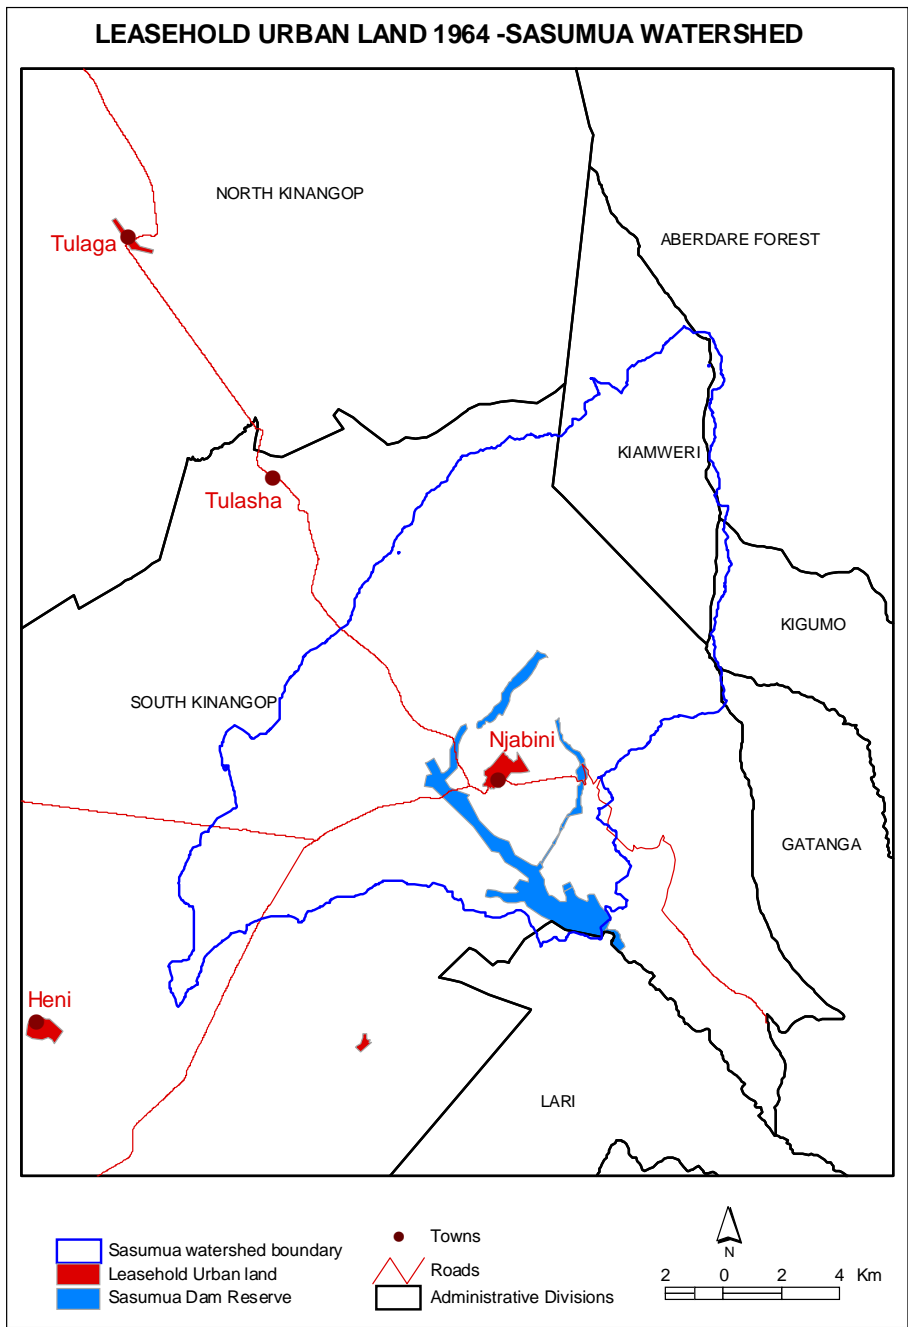 LEASEHOLD URBAN LAND 1964 -SASUMUA WATERSHED
NORTH KINANGOP
Tulaga
ABERDARE FOREST
KIAMWERI
Tulasha
KIGUMO
SOUTH KINANGOP
Njabini
GATANGA
Heni
LARI
Sasumua watershed boundary
Leasehold Urban land
Sasumua Dam Reserve
Towns
Roads
Administrative Divisions
N
2 0 2 4 Km